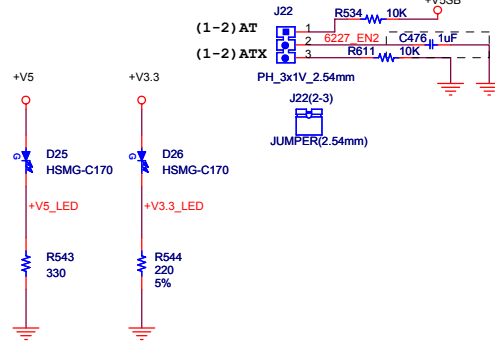 +V5SB
J22
R534
10K
(1-2)AT
1
6227_EN2
C476
1uF
2
(1-2)ATX
R611
10K
3
PH_3x1V_2.54mm
+V5
+V3.3
J22(2-3)
JUMPER(2.54mm)
D25
HSMG-C170
G
D26
HSMG-C170
G
+V5_LED
+V3.3_LED
R543
330
R544
220
5%